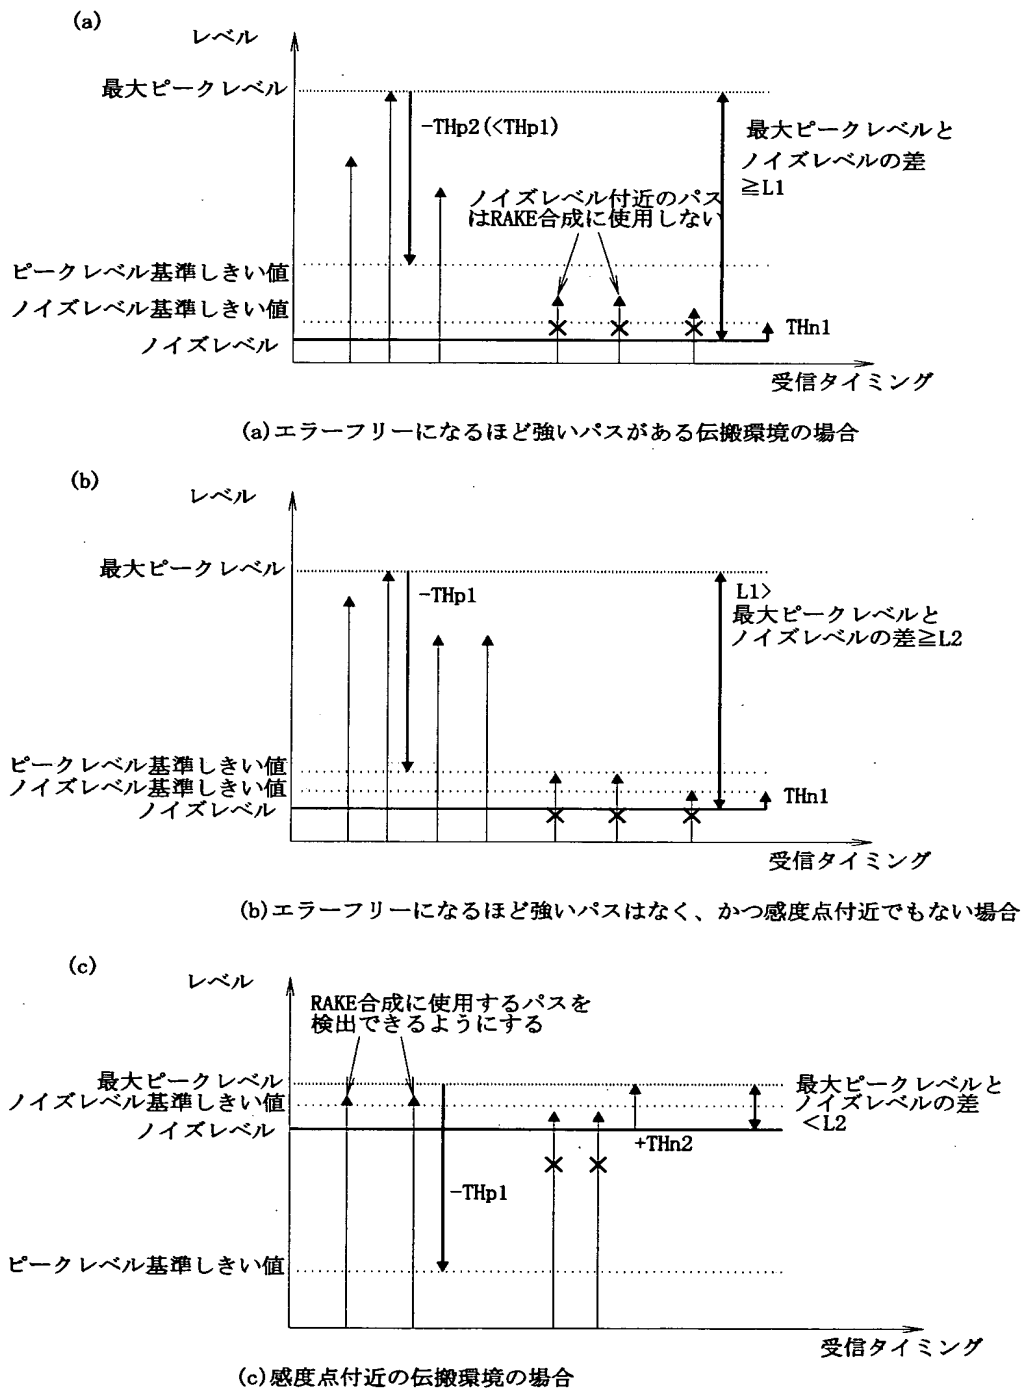 (a)
レベル
最大ピークレベル
-THp2(<THp1)
最大ピークレベルと
ノイズレベルの差
≧L1
ノイズレベル付近のパス
はRAKE合成に使用しない
ピークレベル基準しきい値
ノイズレベル基準しきい値
THn1
ノイズレベル
受信タイミング
(a)エラーフリーになるほど強いパスがある伝搬環境の場合
(b)
レベル
最大ピークレベル
-THp1
L1>
最大ピークレベルと
ノイズレベルの差≧L2
ピークレベル基準しきい値
ノイズレベル基準しきい値
THn1
ノイズレベル
受信タイミング
(b)エラーフリーになるほど強いパスはなく、かつ感度点付近でもない場合
(c)
レベル
RAKE合成に使用するパスを
検出できるようにする
最大ピークレベル
ノイズレベル基準しきい値
ノイズレベル
最大ピークレベルと
ノイズレベルの差
<L2
+THn2
-THp1
ピークレベル基準しきい値
受信タイミング
(c)感度点付近の伝搬環境の場合